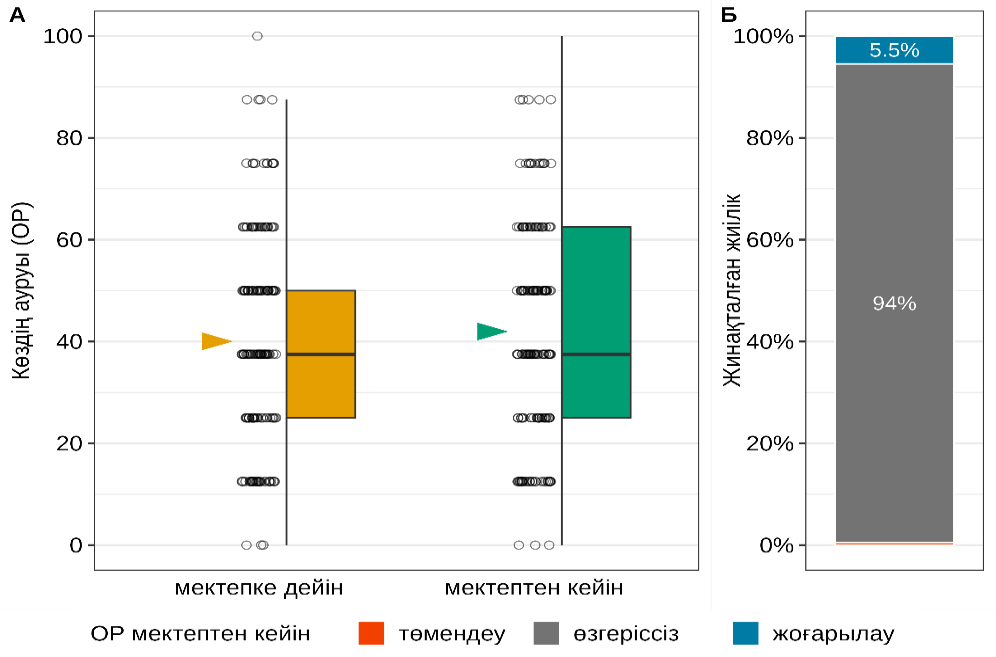 А
Көздің ауруы (ОР)
100
80
60
40
20
0
мектепке дейін
мектептен кейін
Б
Жинақталған жиілік
100%
80%
60%
40%
20%
0%
5.5%
94%
ОР мектептен кейін
төмендеу
өзгеріссіз
жоғарылау